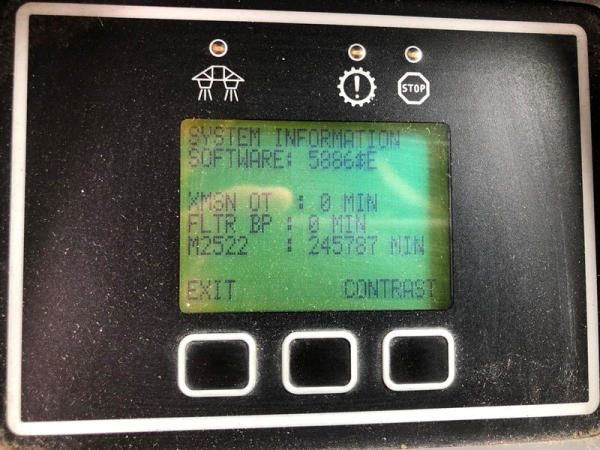 STOP
SYSTEM INFORMATION
SOFTWARE: 5886#E
XMSN OT : 0 MIN
FLTR BP : 0 MIN
M2522 : 245787 MIN
EXIT CONTRAST